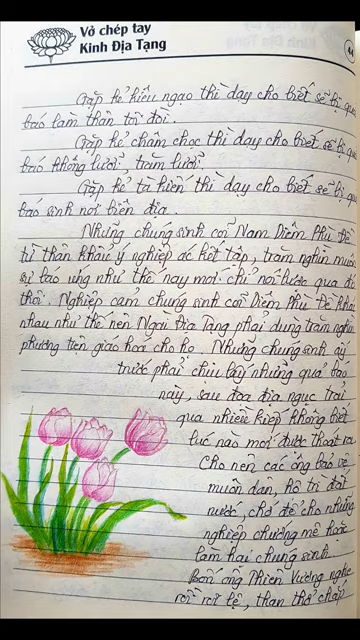 Vở chép tay
Kinh Địa Tạng
Gặp kẻ kiêu ngạo thì dạy cho biết sẽ bị quả
báo làm thân tôi đòi.
Gặp kẻ châm chọc thì dạy cho biết sẽ bị quả
báo không lưỡi, trăm lưỡi.
Gặp kẻ tà kiến thì dạy cho biết sẽ bị quả
báo sinh nơi biên địa.
Những chúng sinh cõi Nam Diêm Phù Đề
từ thân khẩu ý nghiệp ác kết tập, trăm nghìn muôn
sự báo ứng như thế nay mới chỉ nói lược qua đó
thôi. Nghiệp cảm chúng sinh cõi Diêm Phù Đề khác
nhau như thế nên Ngài Địa Tạng phải dùng trăm nghìn
phương tiện giáo hoá cho họ. Những chúng sinh ấy
trước phải chịu lấy những quả báo
này, sau đoạ địa ngục trải
qua nhiều kiếp không biết
lúc nào mới được thoát ra.
Cho nên các ông bảo vệ
muôn dân, hộ trì đất
nước, chớ để cho những
nghiệp chướng mê hoặc
làm hại chúng sinh.
Bốn ông Thiên Vương nghe
rồi rơi lệ, than thở chắp